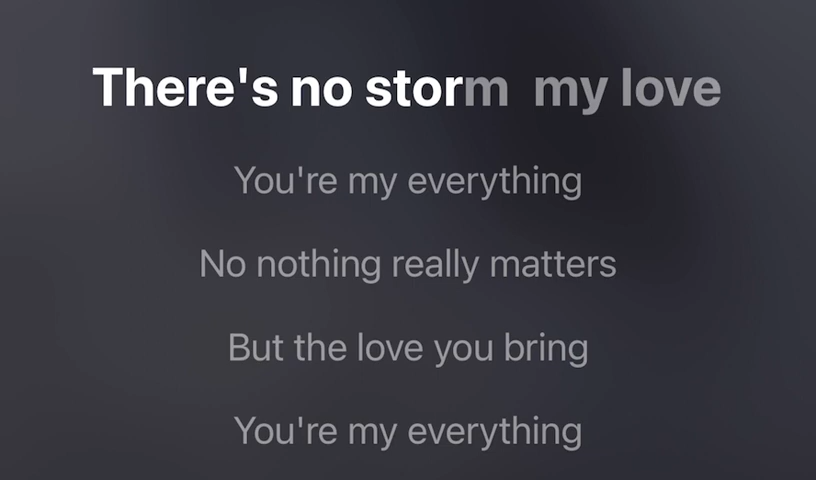 There's no storm  my love
You're my everything
No nothing really matters
But the love you bring
You're my everything